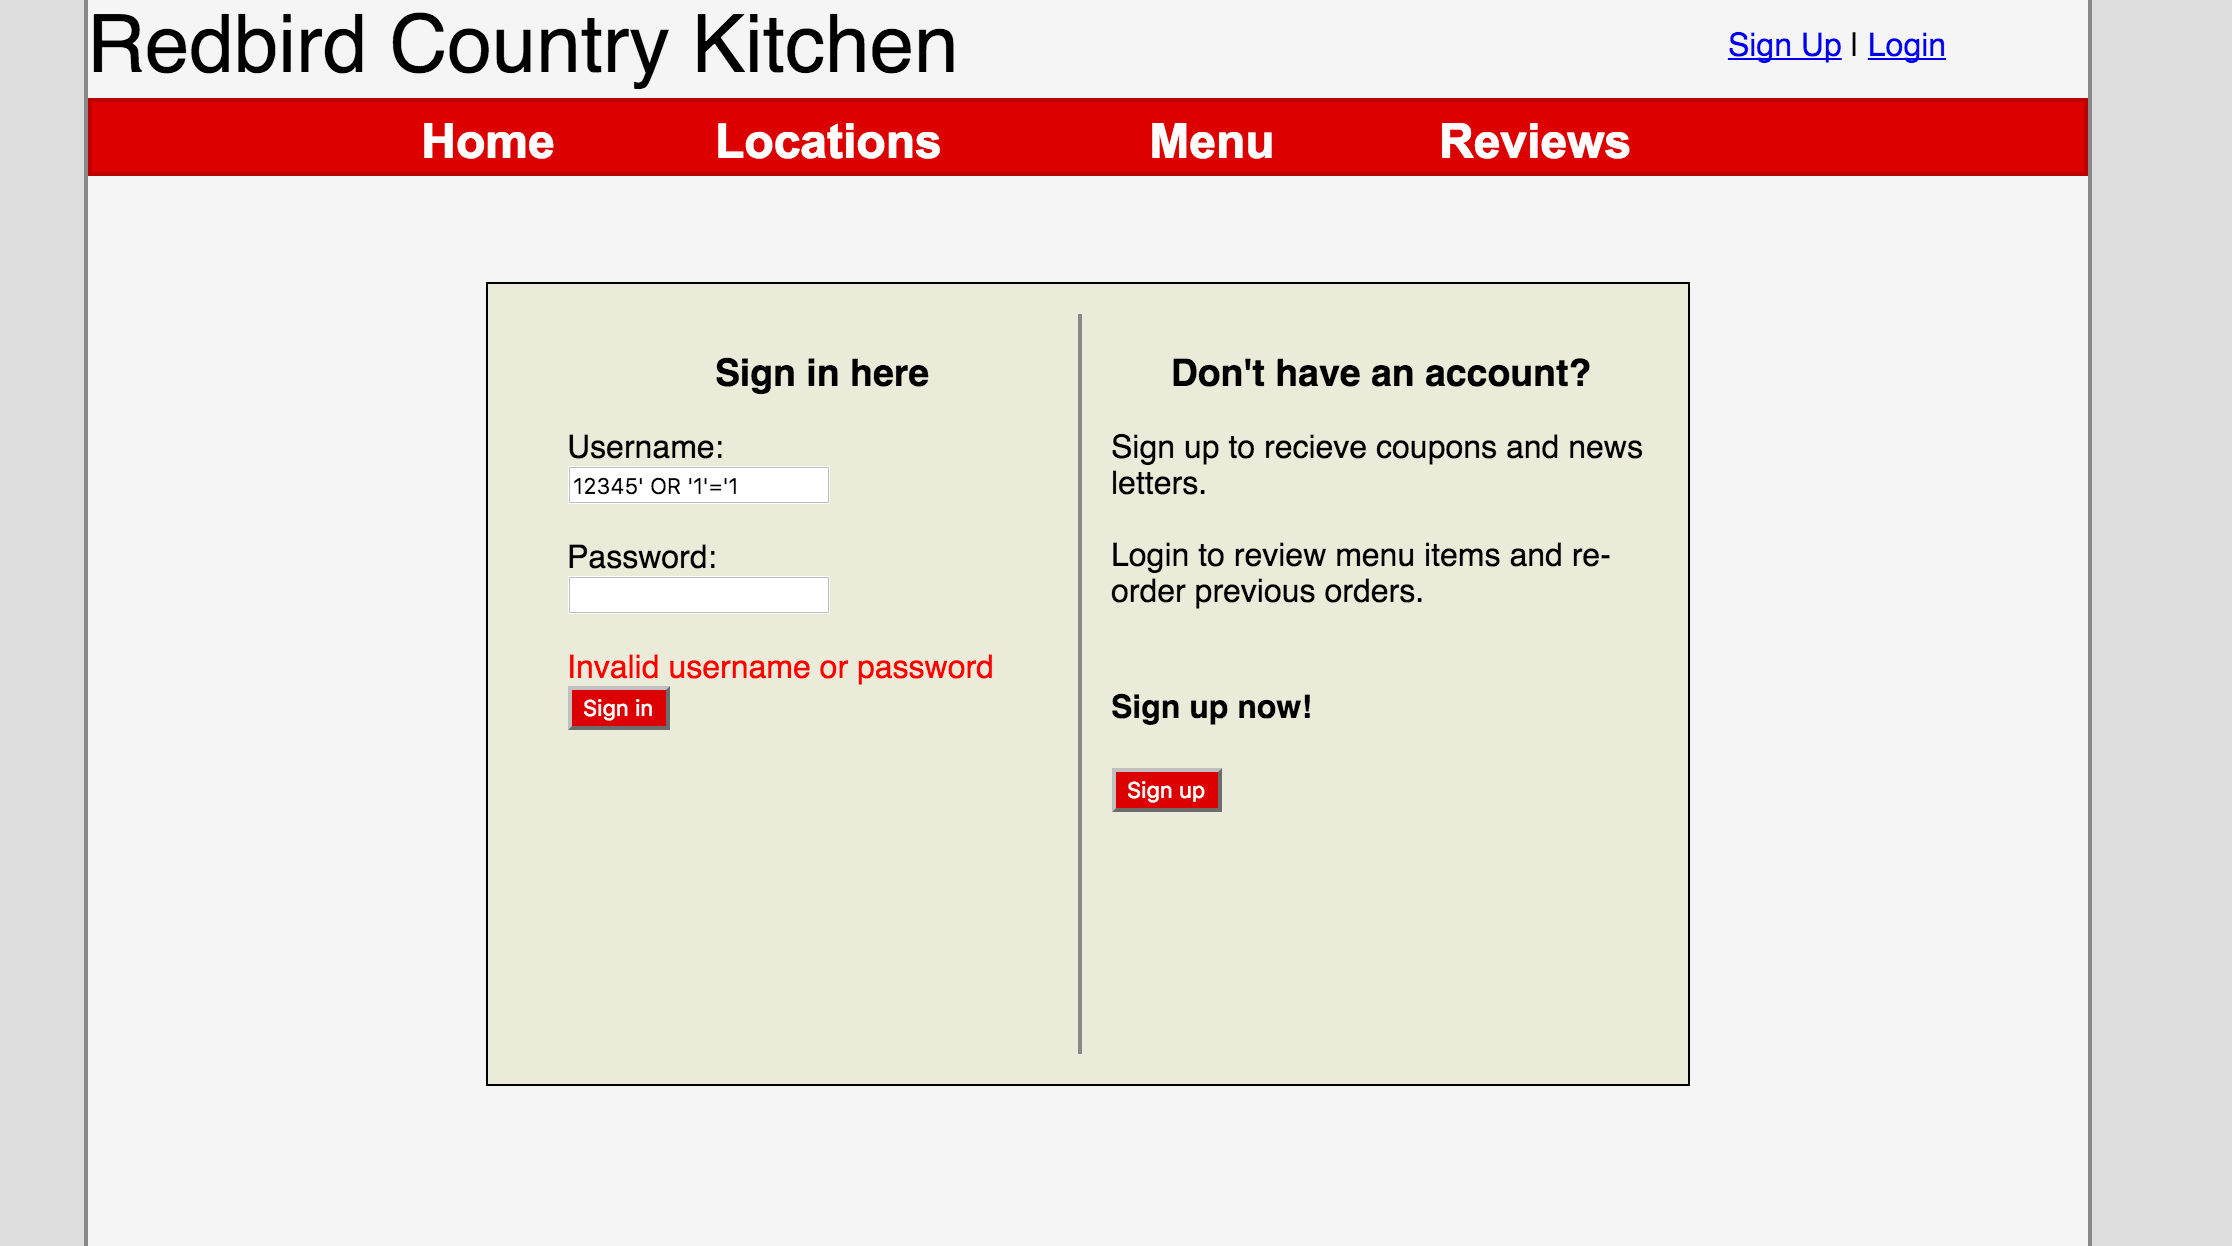 Redbird Country Kitchen
Sign Up | Login
Home Locations Menu Reviews
Sign in here
Username:
12345' OR '1'='1
Password:
Invalid username or password
Sign in
Don't have an account?
Sign up to recieve coupons and news
letters.
Login to review menu items and re-
order previous orders.
Sign up now!
Sign up